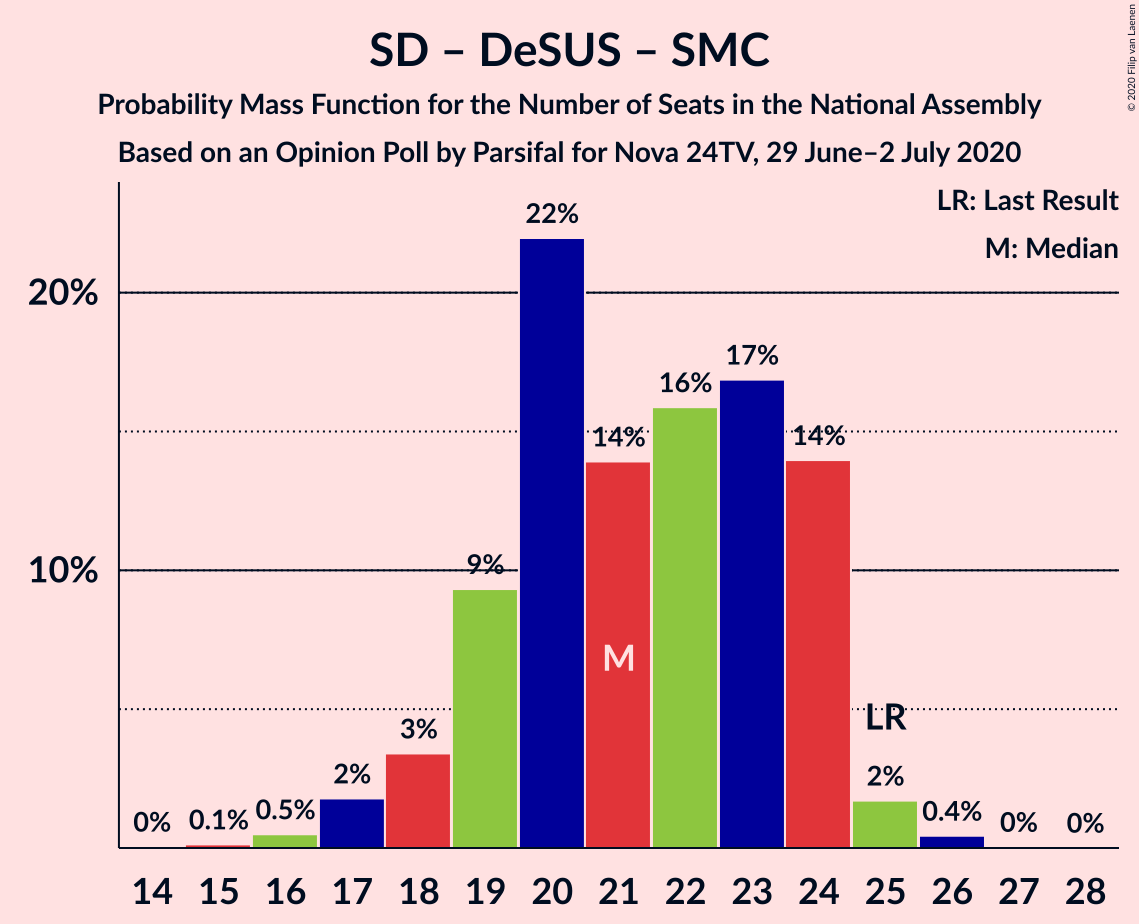 SD – DeSUS – SMC
Probability Mass Function for the Number of Seats in the National Assembly
Based on an Opinion Poll by Parsifal for Nova 24TV, 29 June–2 July 2020
© 2020 Filip van Laenen
LR: Last Result
M: Median
20%
10%
0%
0.1%
0.5%
2%
3%
9%
22%
14%
16%
17%
14%
2%
0.4%
0%
0%
M
LR
14 15 16 17 18 19 20 21 22 23 24 25 26 27 28